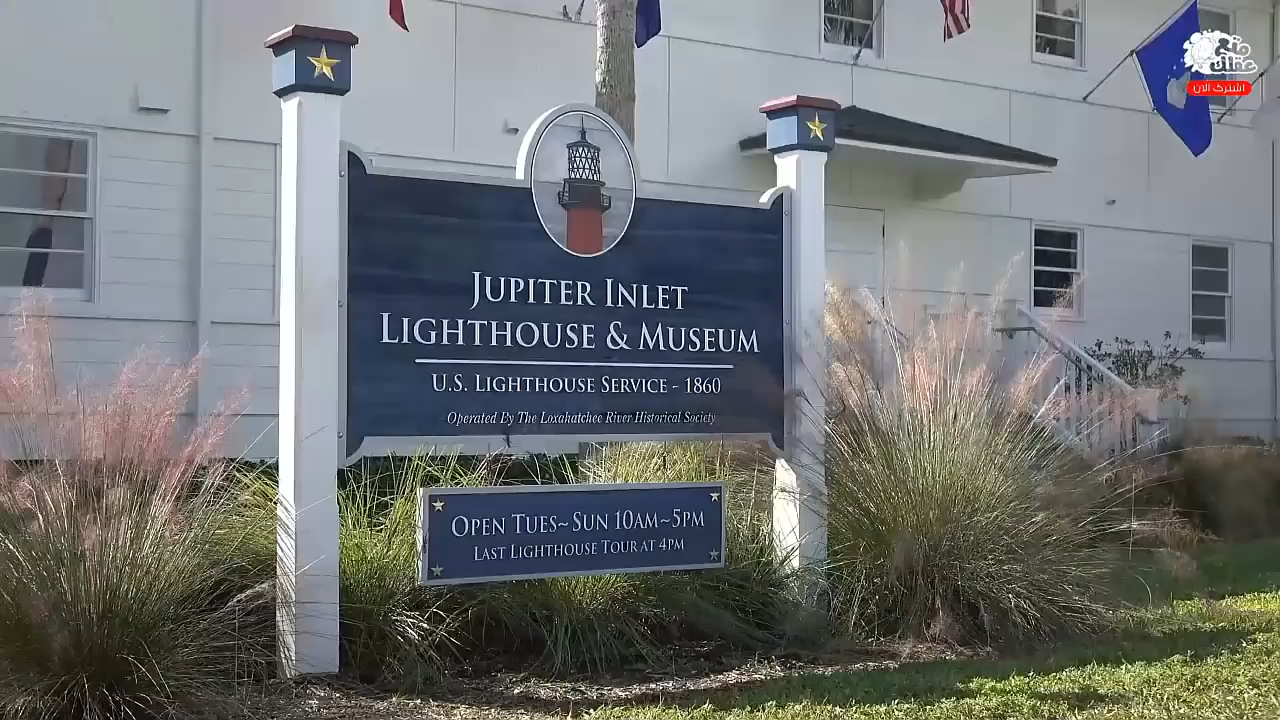 JUPITER INLET
LIGHTHOUSE & MUSEUM
U.S. LIGHTHOUSE SERVICE - 1860
Operated By The Loxahatchee River Historical Society
OPEN TUES~SUN 10AM~5PM
LAST LIGHTHOUSE TOUR AT 4PM
اشترك الآن